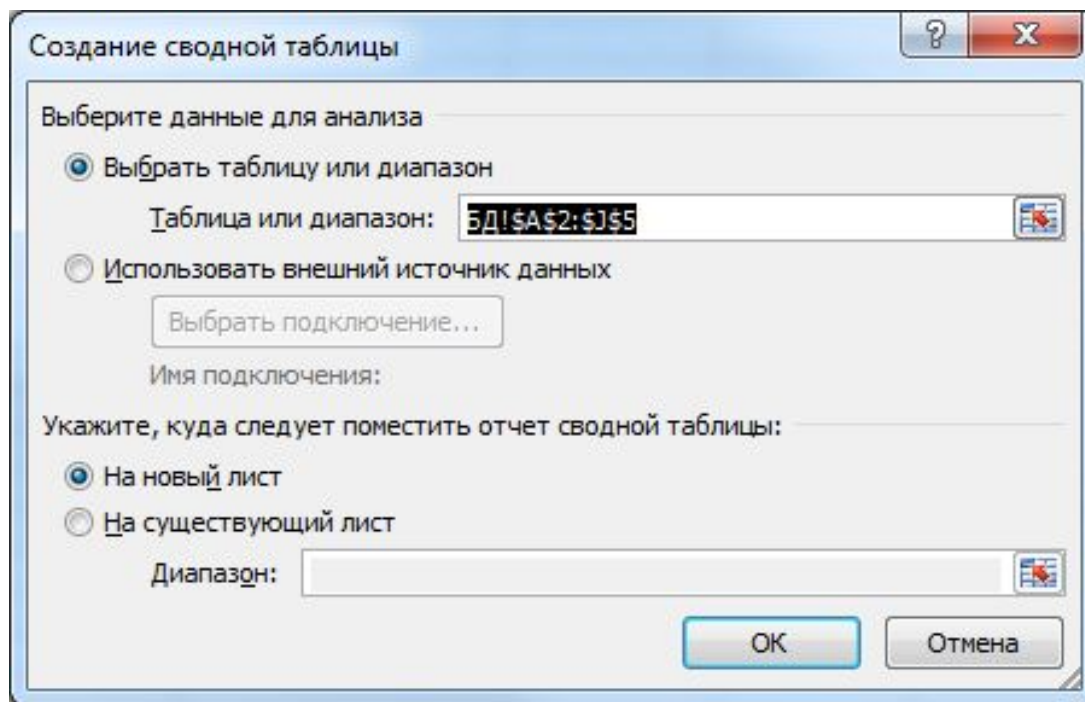 Создание сводной таблицы
?
Выберите данные для анализа
Выбрать таблицу или диапазон
Таблица или диапазон: БД!$A$2:$J$5
Использовать внешний источник данных
Выбрать подключение...
Имя подключения:
Укажите, куда следует поместить отчет сводной таблицы:
На новый лист
На существующий лист
Диапазон:
ОК Отмена